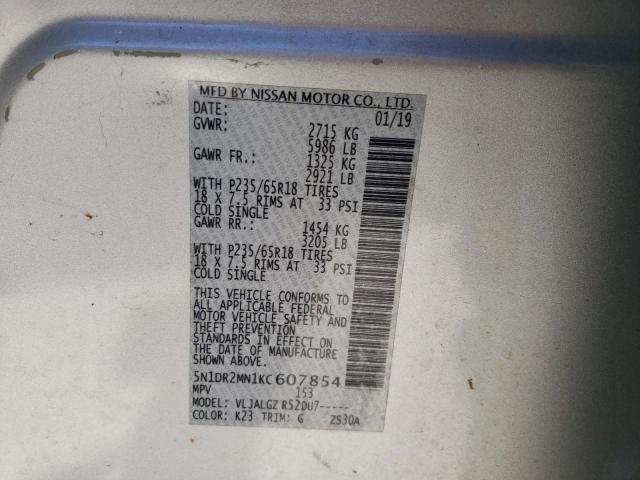 MFD BY NISSAN MOTOR CO., LTD.
DATE: 01/19
GVWR: 2715 KG
5986 LB
GAWR FR.: 1325 KG
2921 LB
WITH P235/65R18 TIRES
18 X 7.5 RIMS AT 33 PSI
COLD SINGLE
GAWR RR.: 1454 KG
3205 LB
WITH P235/65R18 TIRES
18 X 7.5 RIMS AT 33 PSI
COLD SINGLE
THIS VEHICLE CONFORMS TO
ALL APPLICABLE FEDERAL
MOTOR VEHICLE SAFETY AND
THEFT PREVENTION
STANDARDS IN EFFECT ON
THE DATE OF MANUFACTURE
SHOWN ABOVE.
5N1DR2MN1KC607854
MPV 153
MODEL: VLJALGZ R52DU7-----
COLOR: K23 TRIM: G ZS30A